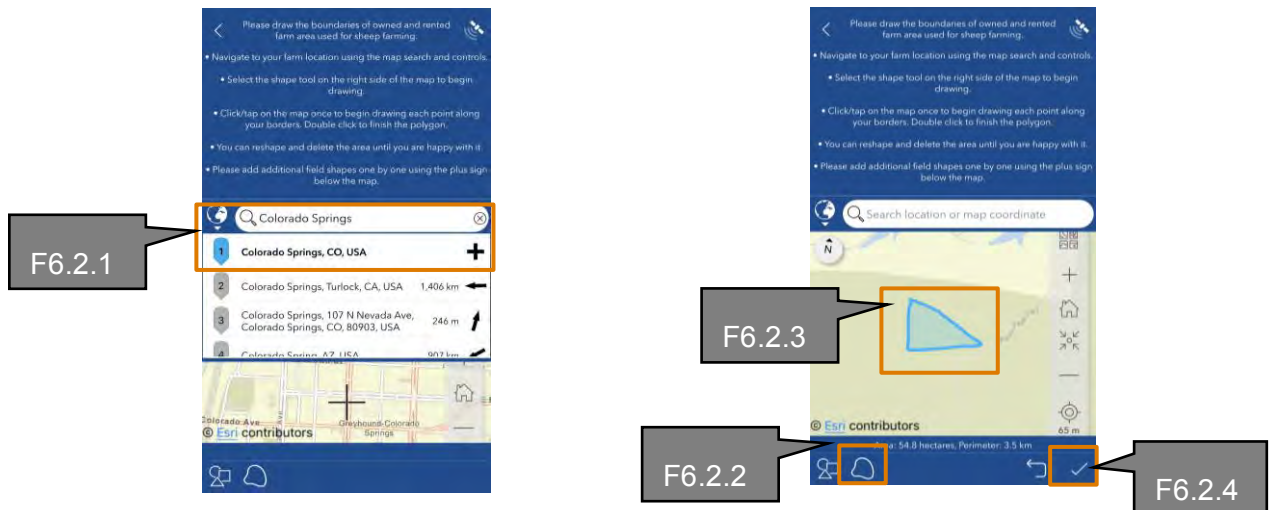 Please draw the boundaries of owned and rented
farm area used for sheep farming.
• Navigate to your farm location using the map search and controls.
• Select the shape tool on the right side of the map to begin
drawing.
• Click/tap on the map once to begin drawing each point along
your borders. Double click to finish the polygon.
• You can reshape and delete the area until you are happy with it.
• Please add additional field shapes one by one using the plus sign
below the map.
Colorado Springs
1 Colorado Springs, CO, USA
2 Colorado Springs, Turlock, CA, USA 1,406 km
3 Colorado Springs, 107 N Nevada Ave, 246 m
Colorado Springs, CO, 80903, USA
4 Colorado Spring, AZ, USA 907 km
Colorado Ave
Greyhound-Colorado
Springs
© Esri contributors
F6.2.1
Please draw the boundaries of owned and rented
farm area used for sheep farming.
• Navigate to your farm location using the map search and controls.
• Select the shape tool on the right side of the map to begin
drawing.
• Click/tap on the map once to begin drawing each point along
your borders. Double click to finish the polygon.
• You can reshape and delete the area until you are happy with it.
• Please add additional field shapes one by one using the plus sign
below the map.
Search location or map coordinate
N
F6.2.3
65 m
© Esri contributors
Area: 54.8 hectares, Perimeter: 3.5 km
F6.2.2
F6.2.4